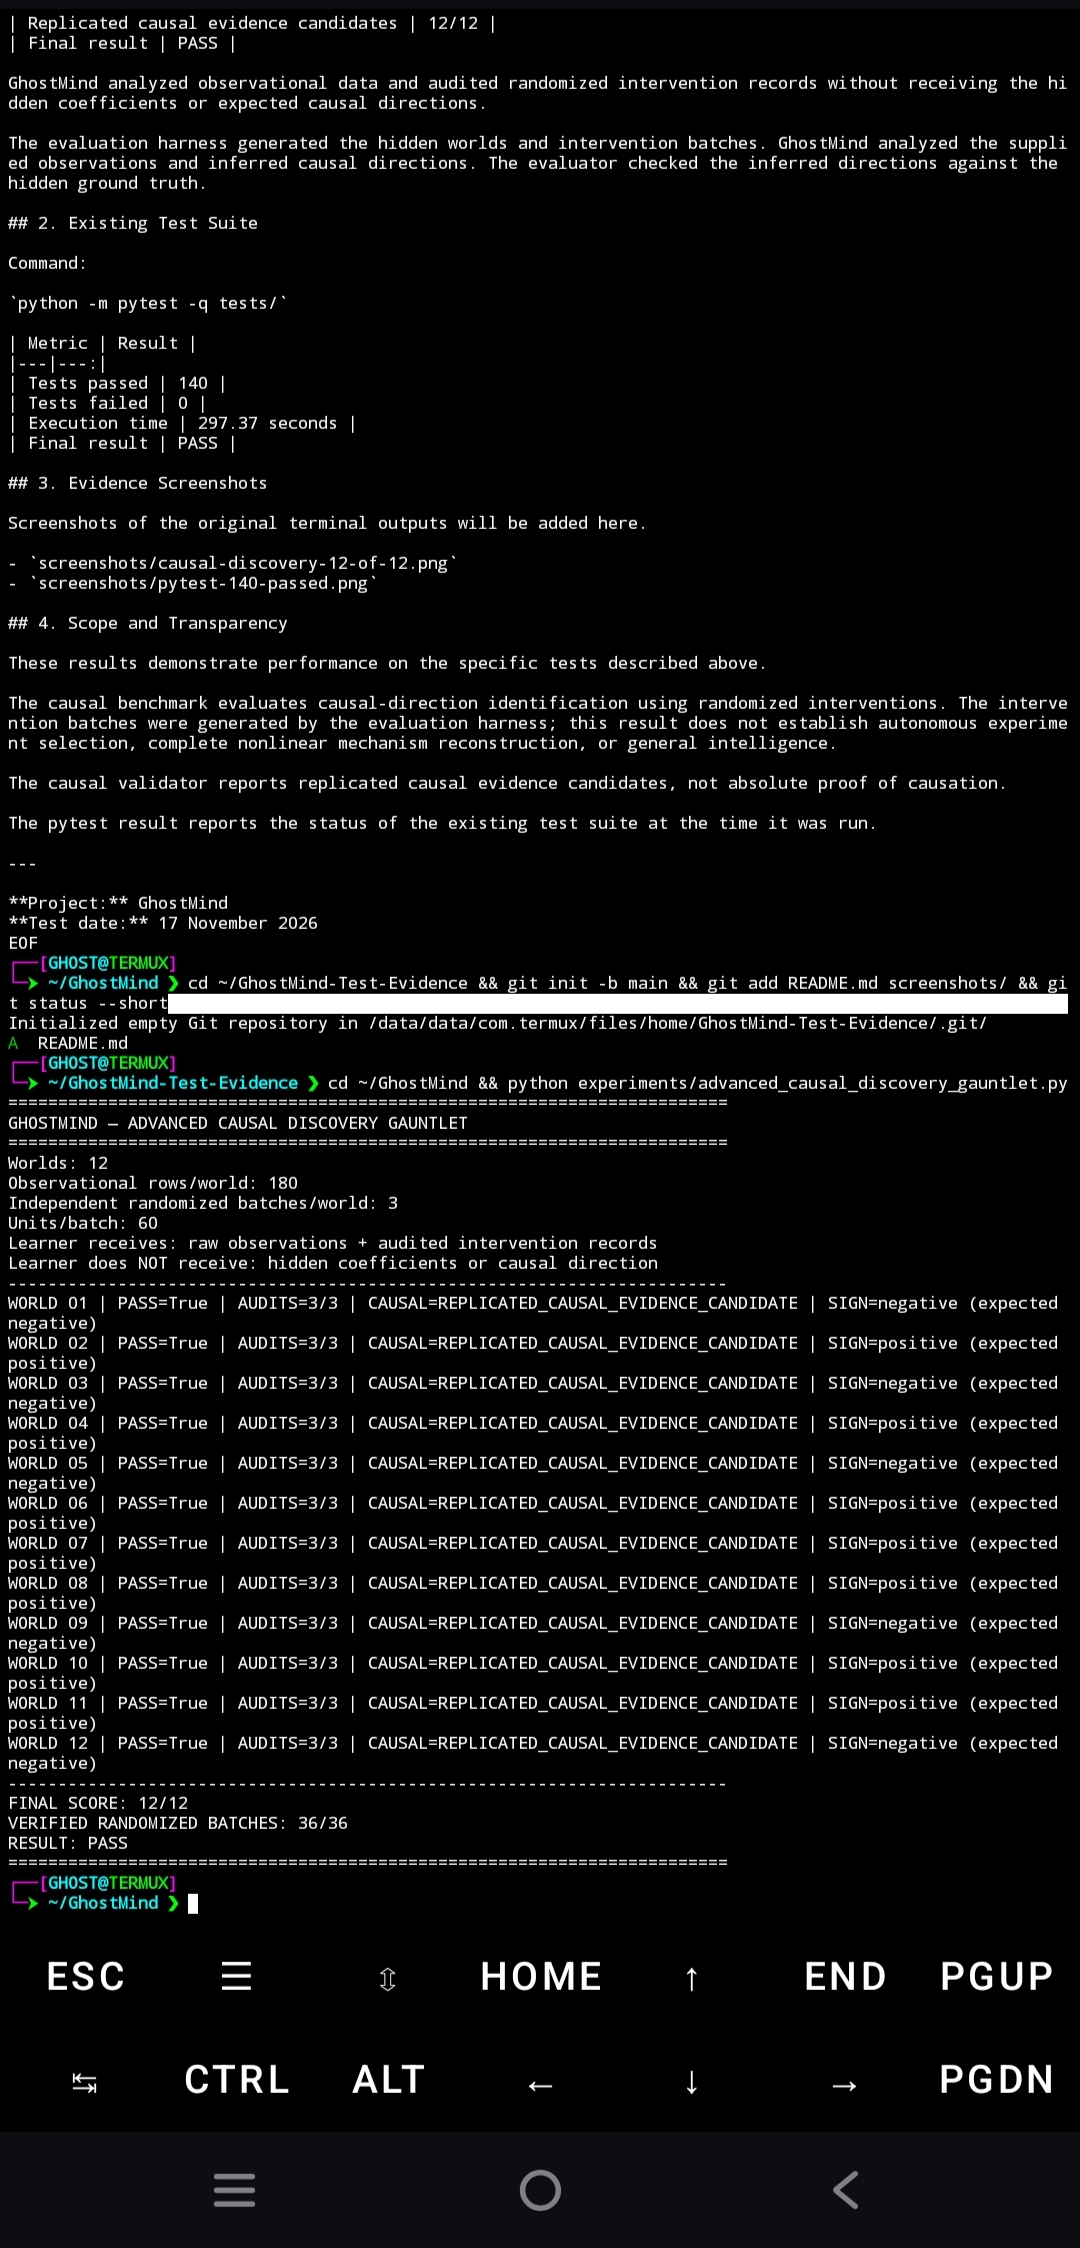 | Replicated causal evidence candidates | 12/12 |
| Final result | PASS |
GhostMind analyzed observational data and audited randomized intervention records without receiving the hi
dden coefficients or expected causal directions.
The evaluation harness generated the hidden worlds and intervention batches. GhostMind analyzed the suppli
ed observations and inferred causal directions. The evaluator checked the inferred directions against the
hidden ground truth.
## 2. Existing Test Suite
Command:
`python -m pytest -q tests/`
| Metric | Result |
|---|---:|
| Tests passed | 140 |
| Tests failed | 0 |
| Execution time | 297.37 seconds |
| Final result | PASS |
## 3. Evidence Screenshots
Screenshots of the original terminal outputs will be added here.
- `screenshots/causal-discovery-12-of-12.png`
- `screenshots/pytest-140-passed.png`
## 4. Scope and Transparency
These results demonstrate performance on the specific tests described above.
The causal benchmark evaluates causal-direction identification using randomized interventions. The interve
ntion batches were generated by the evaluation harness; this result does not establish autonomous experime
nt selection, complete nonlinear mechanism reconstruction, or general intelligence.
The causal validator reports replicated causal evidence candidates, not absolute proof of causation.
The pytest result reports the status of the existing test suite at the time it was run.
---
**Project:** GhostMind
**Test date:** 17 November 2026
EOF
┌──[GHOST@TERMUX]
└─➤ ~/GhostMind ❯ cd ~/GhostMind-Test-Evidence && git init -b main && git add README.md screenshots/ && gi
t status --short
Initialized empty Git repository in /data/data/com.termux/files/home/GhostMind-Test-Evidence/.git/
A  README.md
┌──[GHOST@TERMUX]
└─➤ ~/GhostMind-Test-Evidence ❯ cd ~/GhostMind && python experiments/advanced_causal_discovery_gauntlet.py
========================================================================
GHOSTMIND — ADVANCED CAUSAL DISCOVERY GAUNTLET
========================================================================
Worlds: 12
Observational rows/world: 180
Independent randomized batches/world: 3
Units/batch: 60
Learner receives: raw observations + audited intervention records
Learner does NOT receive: hidden coefficients or causal direction
------------------------------------------------------------------------
WORLD 01 | PASS=True | AUDITS=3/3 | CAUSAL=REPLICATED_CAUSAL_EVIDENCE_CANDIDATE | SIGN=negative (expected
negative)
WORLD 02 | PASS=True | AUDITS=3/3 | CAUSAL=REPLICATED_CAUSAL_EVIDENCE_CANDIDATE | SIGN=positive (expected
positive)
WORLD 03 | PASS=True | AUDITS=3/3 | CAUSAL=REPLICATED_CAUSAL_EVIDENCE_CANDIDATE | SIGN=negative (expected
negative)
WORLD 04 | PASS=True | AUDITS=3/3 | CAUSAL=REPLICATED_CAUSAL_EVIDENCE_CANDIDATE | SIGN=positive (expected
positive)
WORLD 05 | PASS=True | AUDITS=3/3 | CAUSAL=REPLICATED_CAUSAL_EVIDENCE_CANDIDATE | SIGN=negative (expected
negative)
WORLD 06 | PASS=True | AUDITS=3/3 | CAUSAL=REPLICATED_CAUSAL_EVIDENCE_CANDIDATE | SIGN=positive (expected
positive)
WORLD 07 | PASS=True | AUDITS=3/3 | CAUSAL=REPLICATED_CAUSAL_EVIDENCE_CANDIDATE | SIGN=positive (expected
positive)
WORLD 08 | PASS=True | AUDITS=3/3 | CAUSAL=REPLICATED_CAUSAL_EVIDENCE_CANDIDATE | SIGN=positive (expected
positive)
WORLD 09 | PASS=True | AUDITS=3/3 | CAUSAL=REPLICATED_CAUSAL_EVIDENCE_CANDIDATE | SIGN=negative (expected
negative)
WORLD 10 | PASS=True | AUDITS=3/3 | CAUSAL=REPLICATED_CAUSAL_EVIDENCE_CANDIDATE | SIGN=positive (expected
positive)
WORLD 11 | PASS=True | AUDITS=3/3 | CAUSAL=REPLICATED_CAUSAL_EVIDENCE_CANDIDATE | SIGN=positive (expected
positive)
WORLD 12 | PASS=True | AUDITS=3/3 | CAUSAL=REPLICATED_CAUSAL_EVIDENCE_CANDIDATE | SIGN=negative (expected
negative)
------------------------------------------------------------------------
FINAL SCORE: 12/12
VERIFIED RANDOMIZED BATCHES: 36/36
RESULT: PASS
========================================================================
┌──[GHOST@TERMUX]
└─➤ ~/GhostMind ❯
ESC ☰ ⇳ HOME ↑ END PGUP
↹ CTRL ALT ← ↓ → PGDN